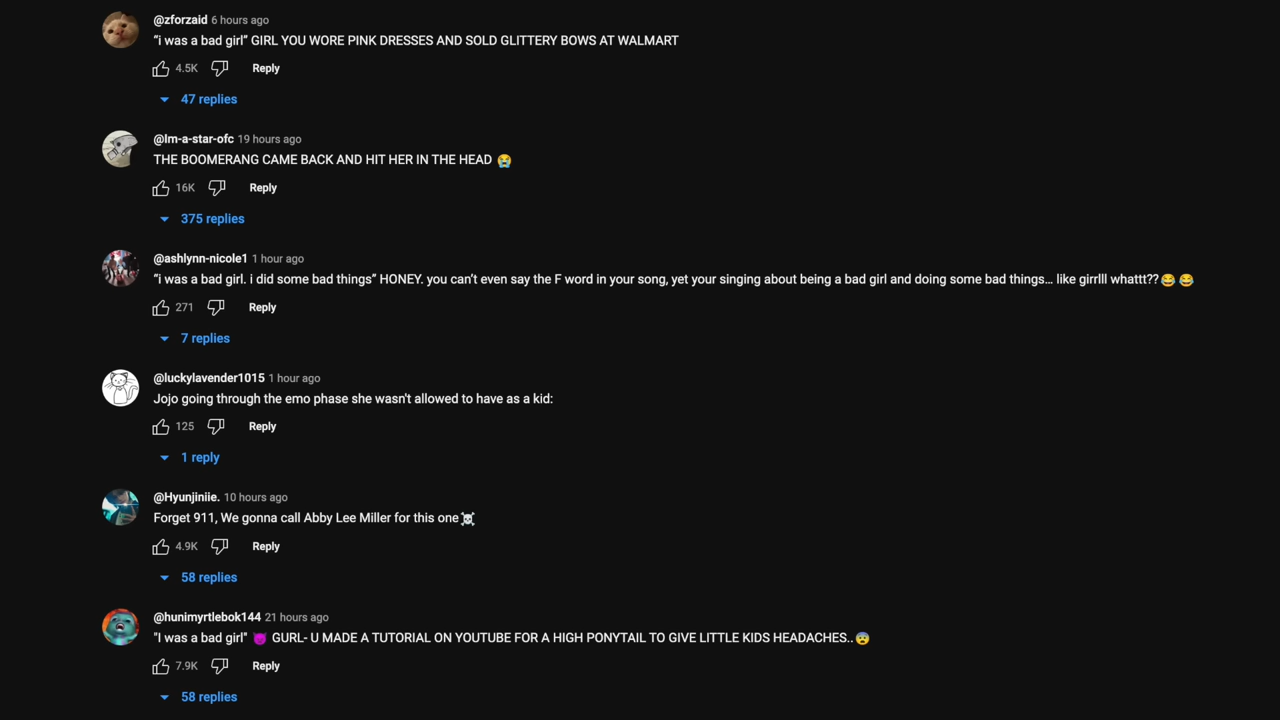 @zforzaid 6 hours ago
“i was a bad girl” GIRL YOU WORE PINK DRESSES AND SOLD GLITTERY BOWS AT WALMART
4.5K Reply
47 replies
@Im-a-star-ofc 19 hours ago
THE BOOMERANG CAME BACK AND HIT HER IN THE HEAD 😭
16K Reply
375 replies
@ashlynn-nicole1 1 hour ago
“i was a bad girl. i did some bad things” HONEY. you can’t even say the F word in your song, yet your singing about being a bad girl and doing some bad things… like girrlll whattt??😂 😂
271 Reply
7 replies
@luckylavender1015 1 hour ago
Jojo going through the emo phase she wasn't allowed to have as a kid:
125 Reply
1 reply
@Hyunjiniie. 10 hours ago
Forget 911, We gonna call Abby Lee Miller for this one☠️
4.9K Reply
58 replies
@hunimyrtlebok144 21 hours ago
"I was a bad girl" 😈 GURL- U MADE A TUTORIAL ON YOUTUBE FOR A HIGH PONYTAIL TO GIVE LITTLE KIDS HEADACHES..😨
7.9K Reply
58 replies